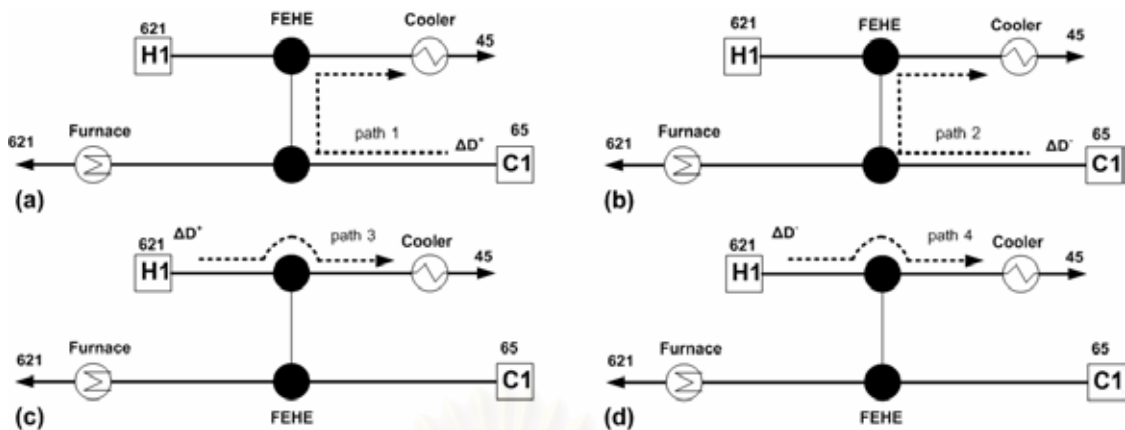 FEHE
Cooler
621
45
H1
621
Furnace
path 1
ΔD⁺
65
C1
(a)
FEHE
Cooler
621
45
H1
621
Furnace
path 2
ΔD⁻
65
C1
(b)
ΔD⁺
path 3
Cooler
621
45
H1
621
Furnace
65
C1
FEHE
(c)
ΔD⁻
path 4
Cooler
621
45
H1
621
Furnace
65
C1
FEHE
(d)